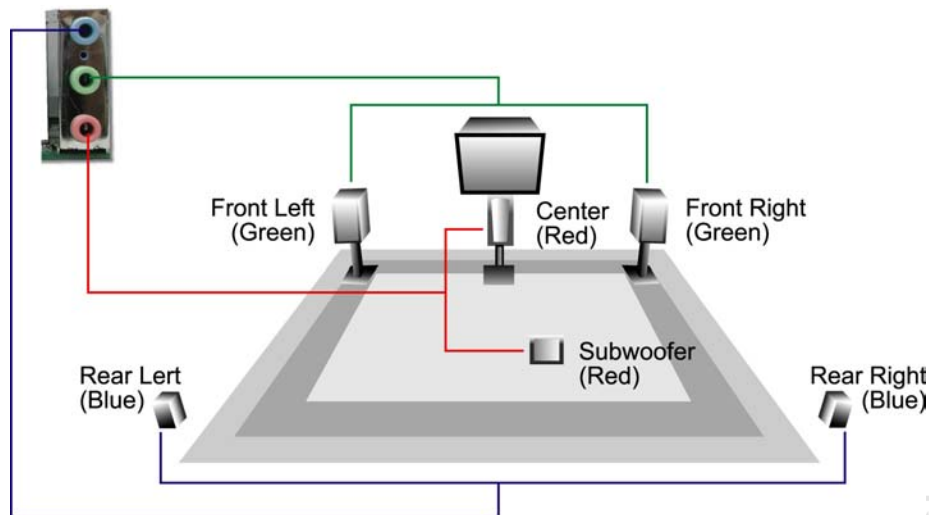 Front Left
(Green)
Center
(Red)
Front Right
(Green)
Rear Lert
(Blue)
Subwoofer
(Red)
Rear Right
(Blue)